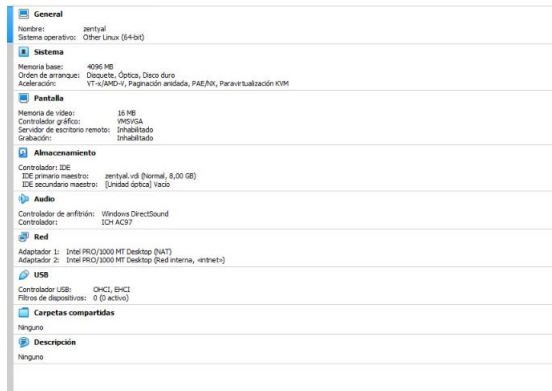 General
Nombre: zentyal
Sistema operativo: Other Linux (64-bit)
Sistema
Memoria base: 4096 MB
Orden de arranque: Disquete, Óptica, Disco duro
Aceleración: VT-x/AMD-V, Paginación anidada, PAE/NX, Paravirtualización KVM
Pantalla
Memoria de vídeo: 16 MB
Controlador gráfico: VMSVGA
Servidor de escritorio remoto: Inhabilitado
Grabación: Inhabilitado
Almacenamiento
Controlador: IDE
IDE primario maestro: zentyal.vdi (Normal, 8,00 GB)
IDE secundario maestro: [Unidad óptica] Vacío
Audio
Controlador de anfitrión: Windows DirectSound
Controlador: ICH AC97
Red
Adaptador 1: Intel PRO/1000 MT Desktop (NAT)
Adaptador 2: Intel PRO/1000 MT Desktop (Red interna, «intnet»)
USB
Controlador USB: OHCI, EHCI
Filtros de dispositivos: 0 (0 activo)
Carpetas compartidas
Ninguno
Descripción
Ninguno